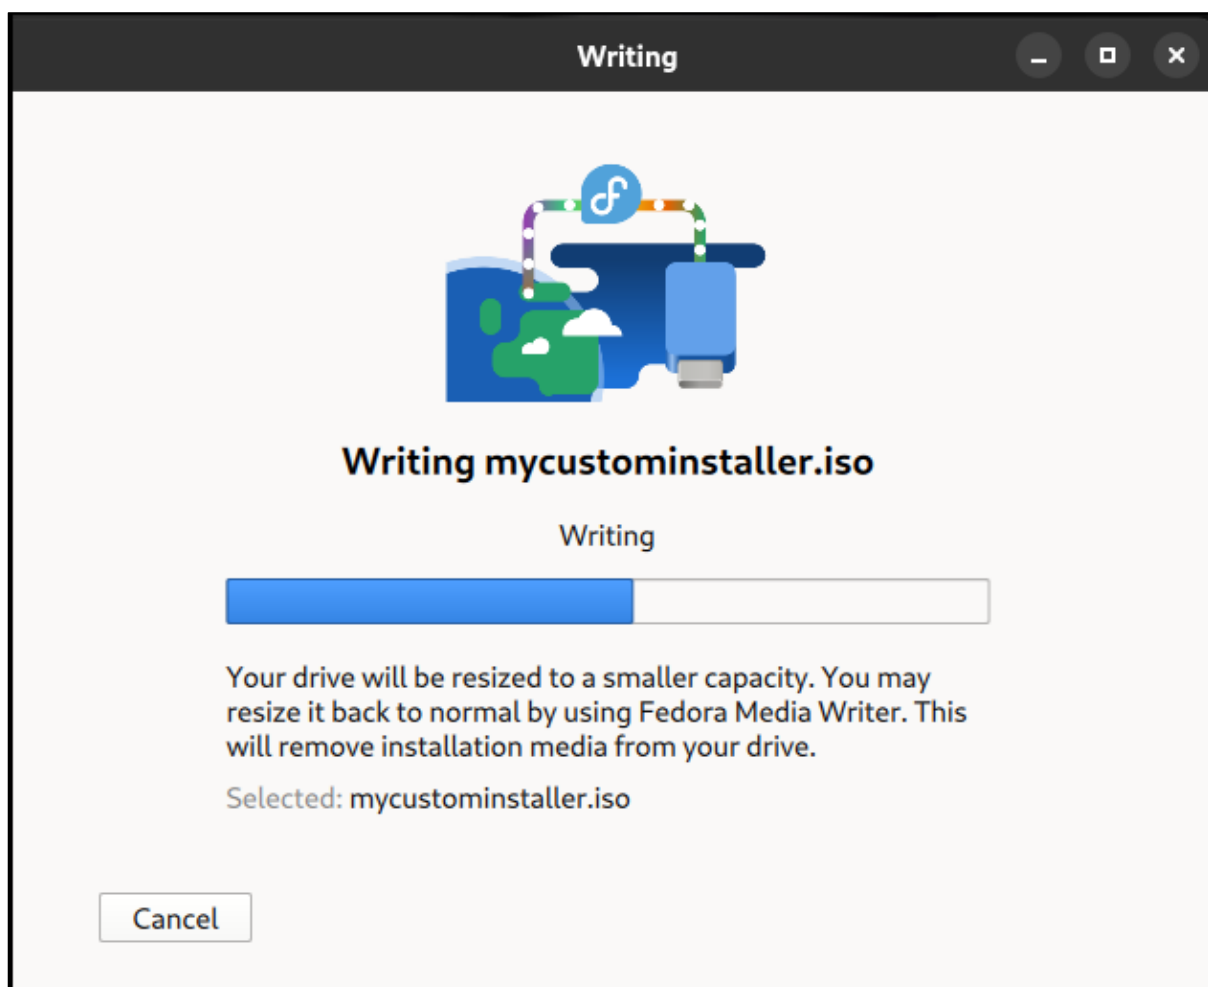 Writing
Writing mycustominstaller.iso
Writing
Your drive will be resized to a smaller capacity. You may
resize it back to normal by using Fedora Media Writer. This
will remove installation media from your drive.
Selected: mycustominstaller.iso
Cancel